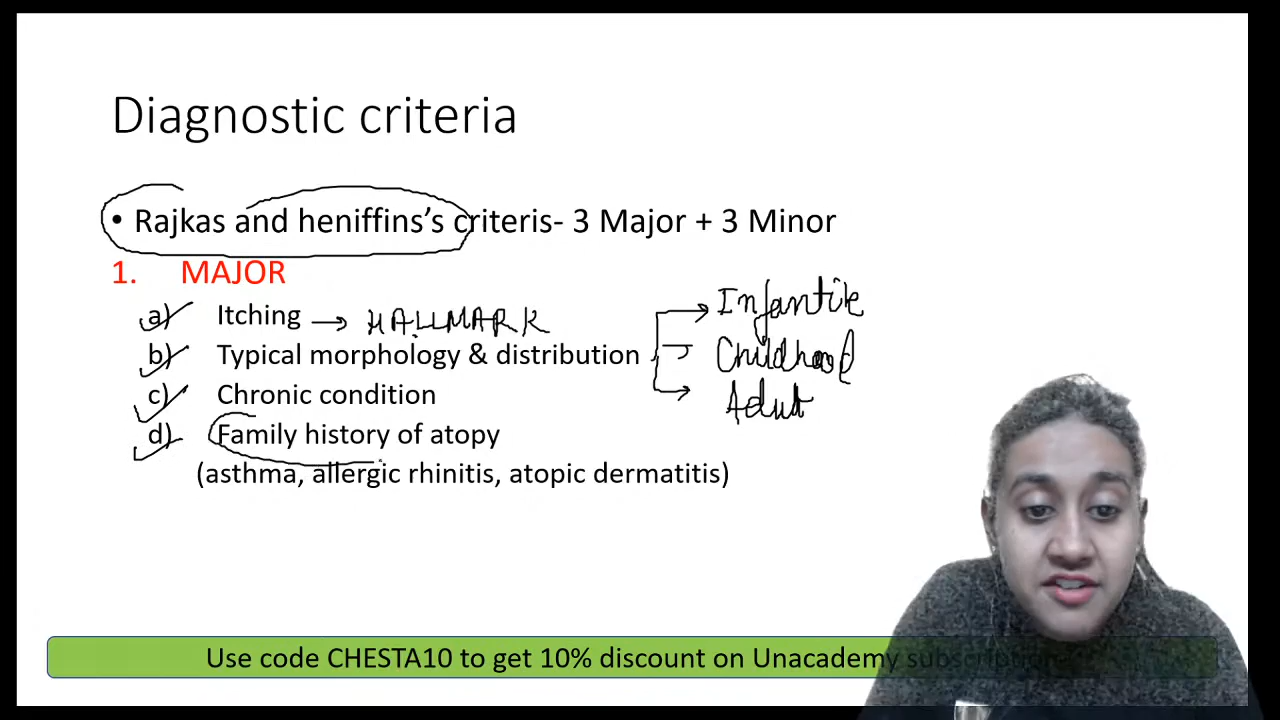 Diagnostic criteria
• Rajkas and heniffins's criteris- 3 Major + 3 Minor
1. MAJOR
a) Itching → HALLMARK
b) Typical morphology & distribution
Infantile
Childhood
Adult
c) Chronic condition
d) Family history of atopy
(asthma, allergic rhinitis, atopic dermatitis)
Use code CHESTA10 to get 10% discount on Unacademy subscription